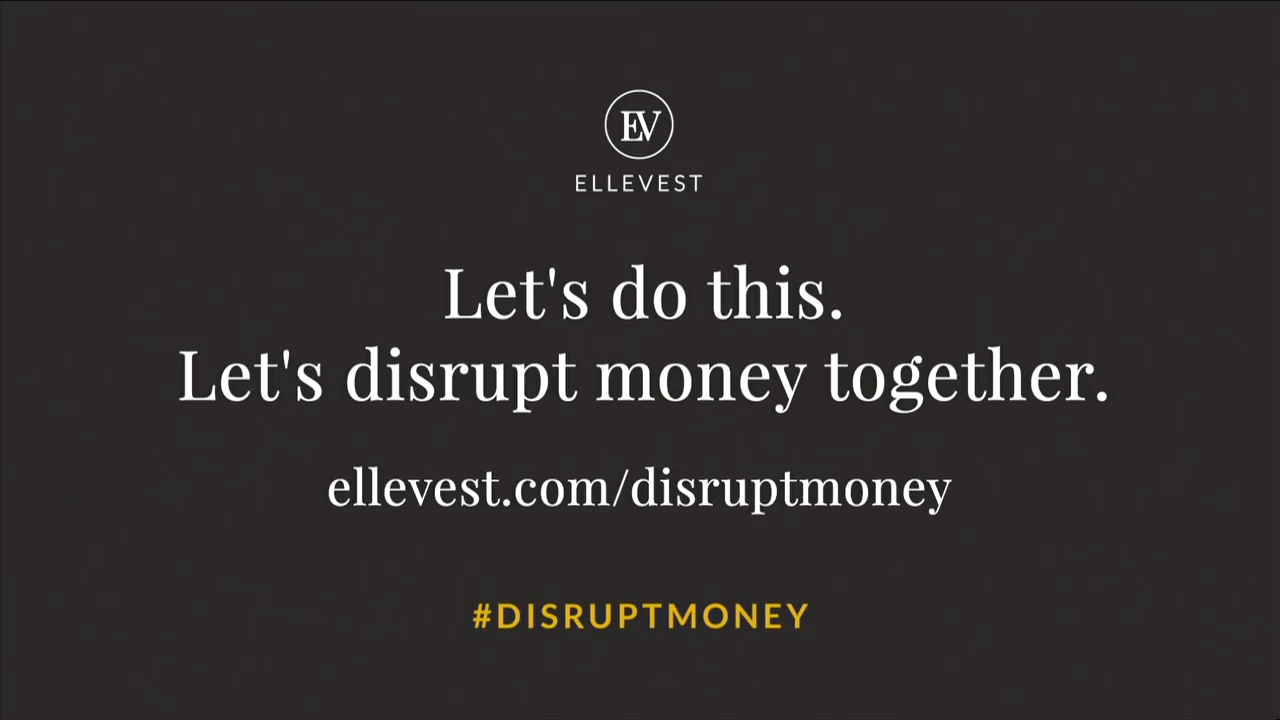 EV
ELLEVEST
Let's do this.
Let's disrupt money together.
ellevest.com/disruptmoney
#DISRUPTMONEY